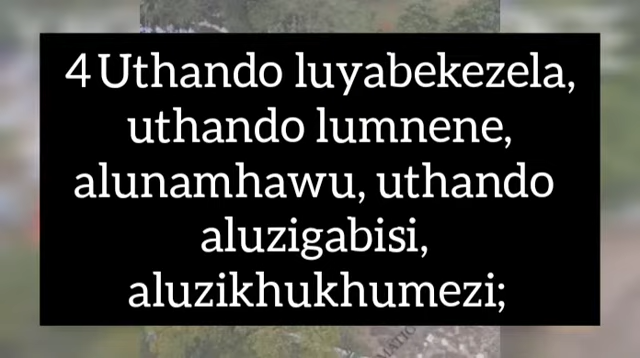 4 Uthando luyabekezela,
uthando lumnene,
alunamhawu, uthando
aluzigabisi,
aluzikhukhumezi;